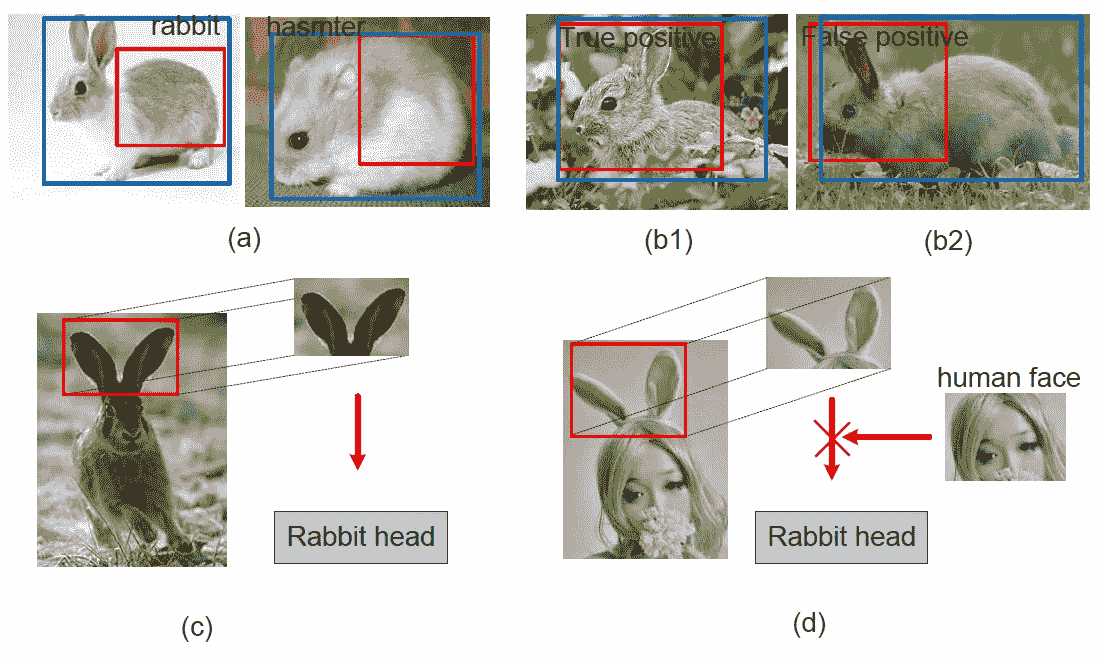 rabbit
hasmter
True positive
False positive
(a)
(b1)
(b2)
human face
Rabbit head
Rabbit head
(c)
(d)